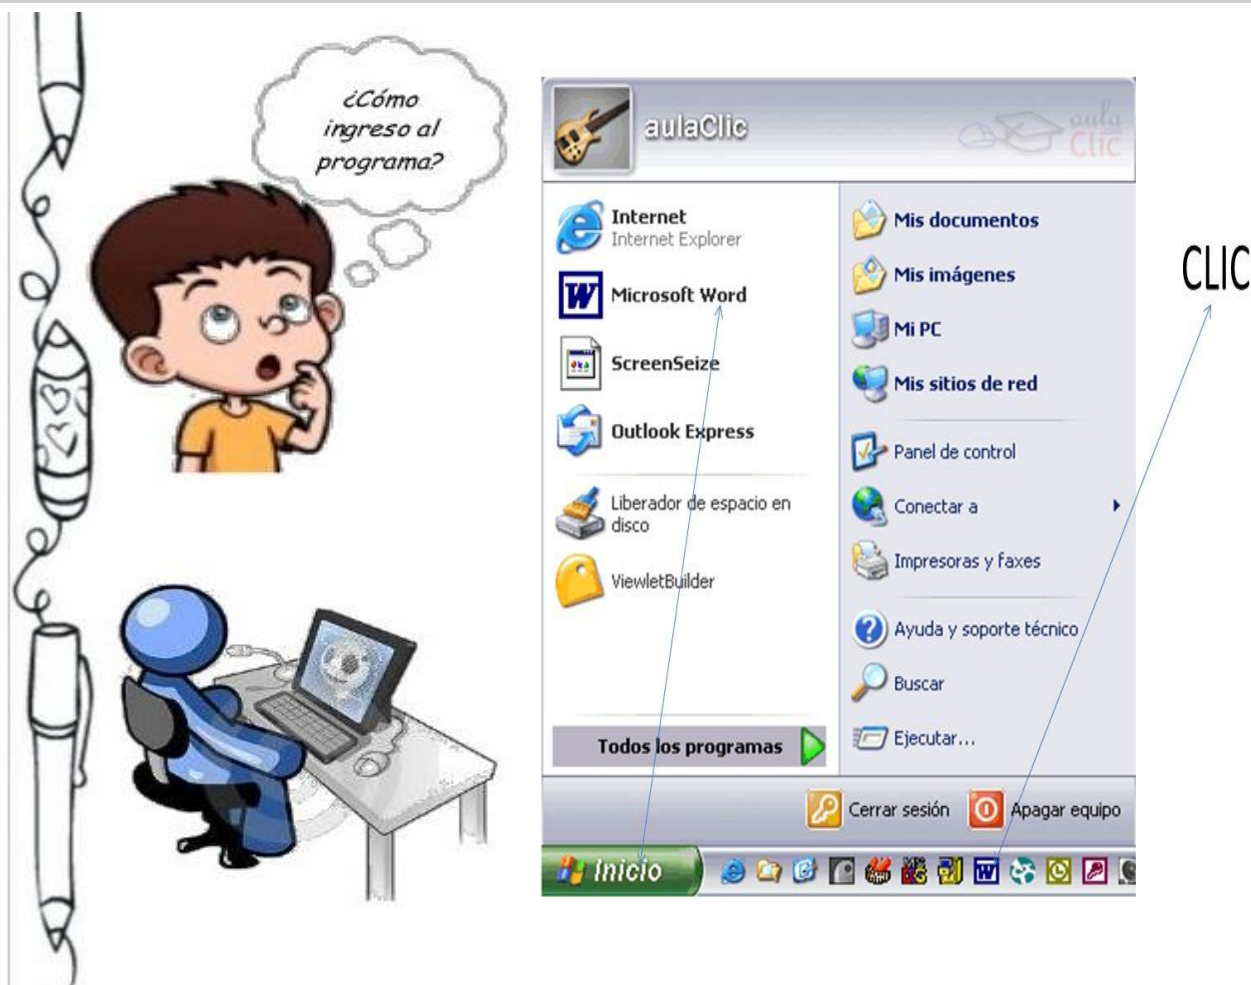 ¿Cómo
ingreso al
programa?
aulaClic
aula
Clic
Internet
Internet Explorer
Microsoft Word
ScreenSeize
Outlook Express
Liberador de espacio en
disco
ViewletBuilder
Todos los programas
Mis documentos
Mis imágenes
Mi PC
Mis sitios de red
Panel de control
Conectar a
Impresoras y faxes
Ayuda y soporte técnico
Buscar
Ejecutar...
Cerrar sesión
Apagar equipo
Inicio
CLIC